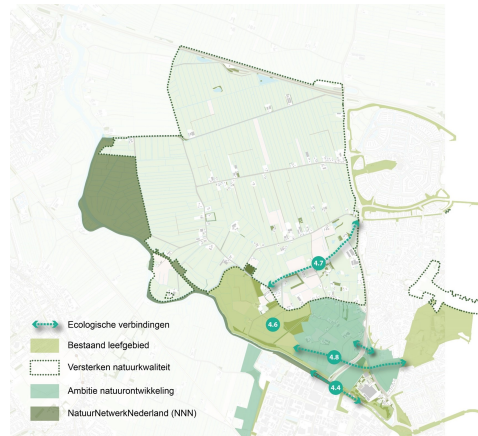 4.7
4.6
4.8
4.4
Ecologische verbindingen
Bestaand leefgebied
Versterken natuurkwaliteit
Ambitie natuurontwikkeling
NatuurNetwerkNederland (NNN)